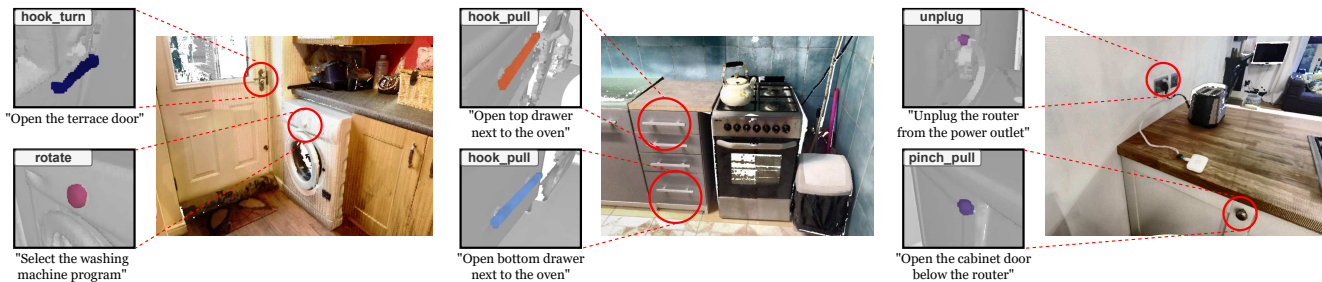 hook_turn
"Open the terrace door"
rotate
"Select the washing
machine program"
hook_pull
"Open top drawer
next to the oven"
hook_pull
"Open bottom drawer
next to the oven"
unplug
"Unplug the router
from the power outlet"
pinch_pull
"Open the cabinet door
below the router"